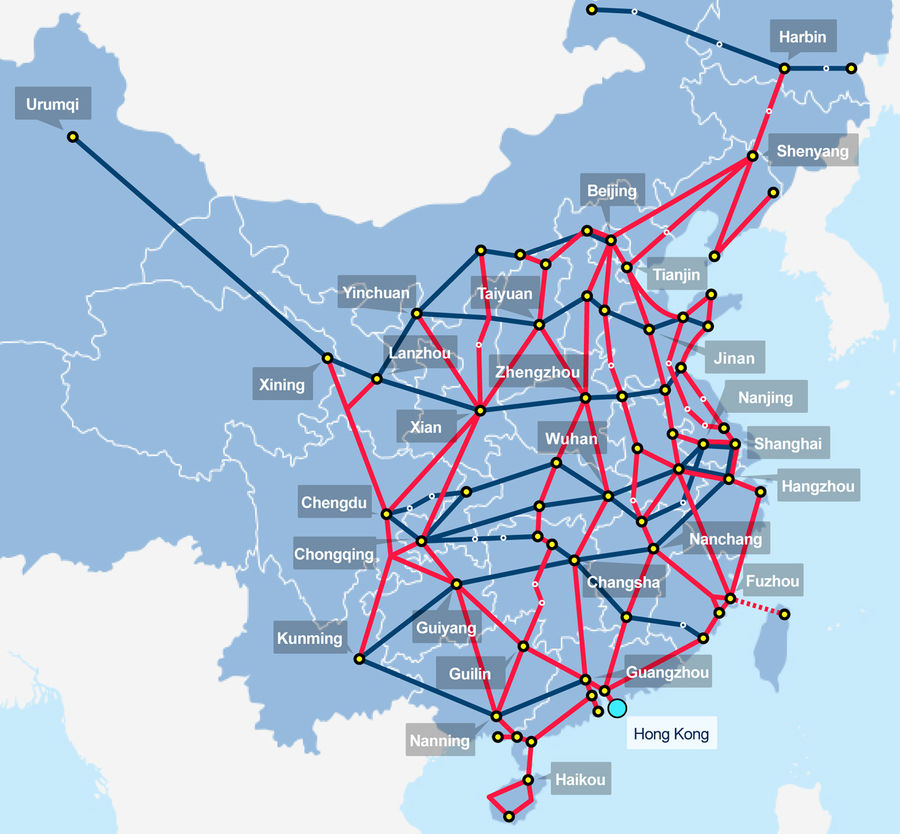 Harbin
Urumqi
Shenyang
Beijing
Tianjin
Yinchuan
Taiyuan
Lanzhou
Jinan
Xining
Zhengzhou
Nanjing
Xian
Wuhan
Shanghai
Hangzhou
Chengdu
Chongqing
Nanchang
Changsha
Fuzhou
Guiyang
Kunming
Guilin
Guangzhou
Nanning
Hong Kong
Haikou